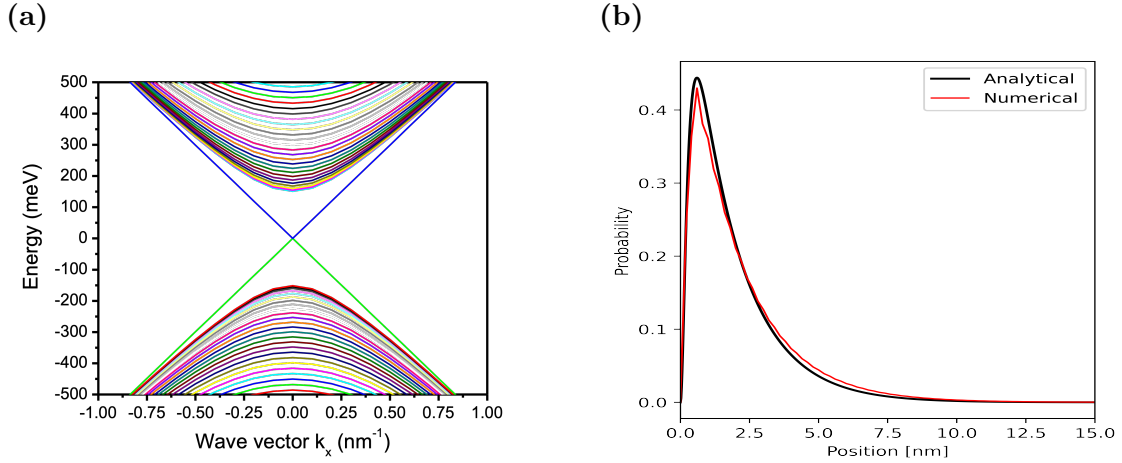 (a)
(b)
500
400
300
200
100
0
-100
-200
-300
-400
-500
Energy (meV)
-1.00 -0.75 -0.50 -0.25 0.00 0.25 0.50 0.75 1.00
Wave vector kₓ (nm⁻¹)
Analytical
Numerical
0.4
0.3
0.2
0.1
0.0
Probability
0.0 2.5 5.0 7.5 10.0 12.5 15.0
Position [nm]